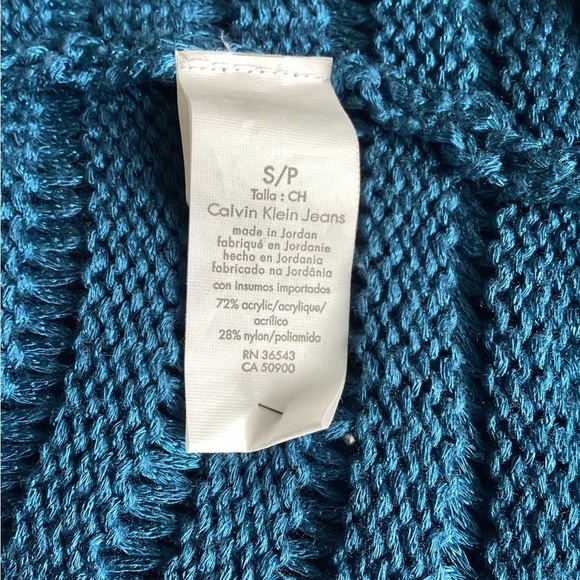 S/P
Talla : CH
Calvin Klein Jeans
made in Jordan
fabriqué en Jordanie
hecho en Jordania
fabricado na Jordânia
con insumos importados
72% acrylic/acrylique/
acrílico
28% nylon/poliamida
RN 36543
CA 50900